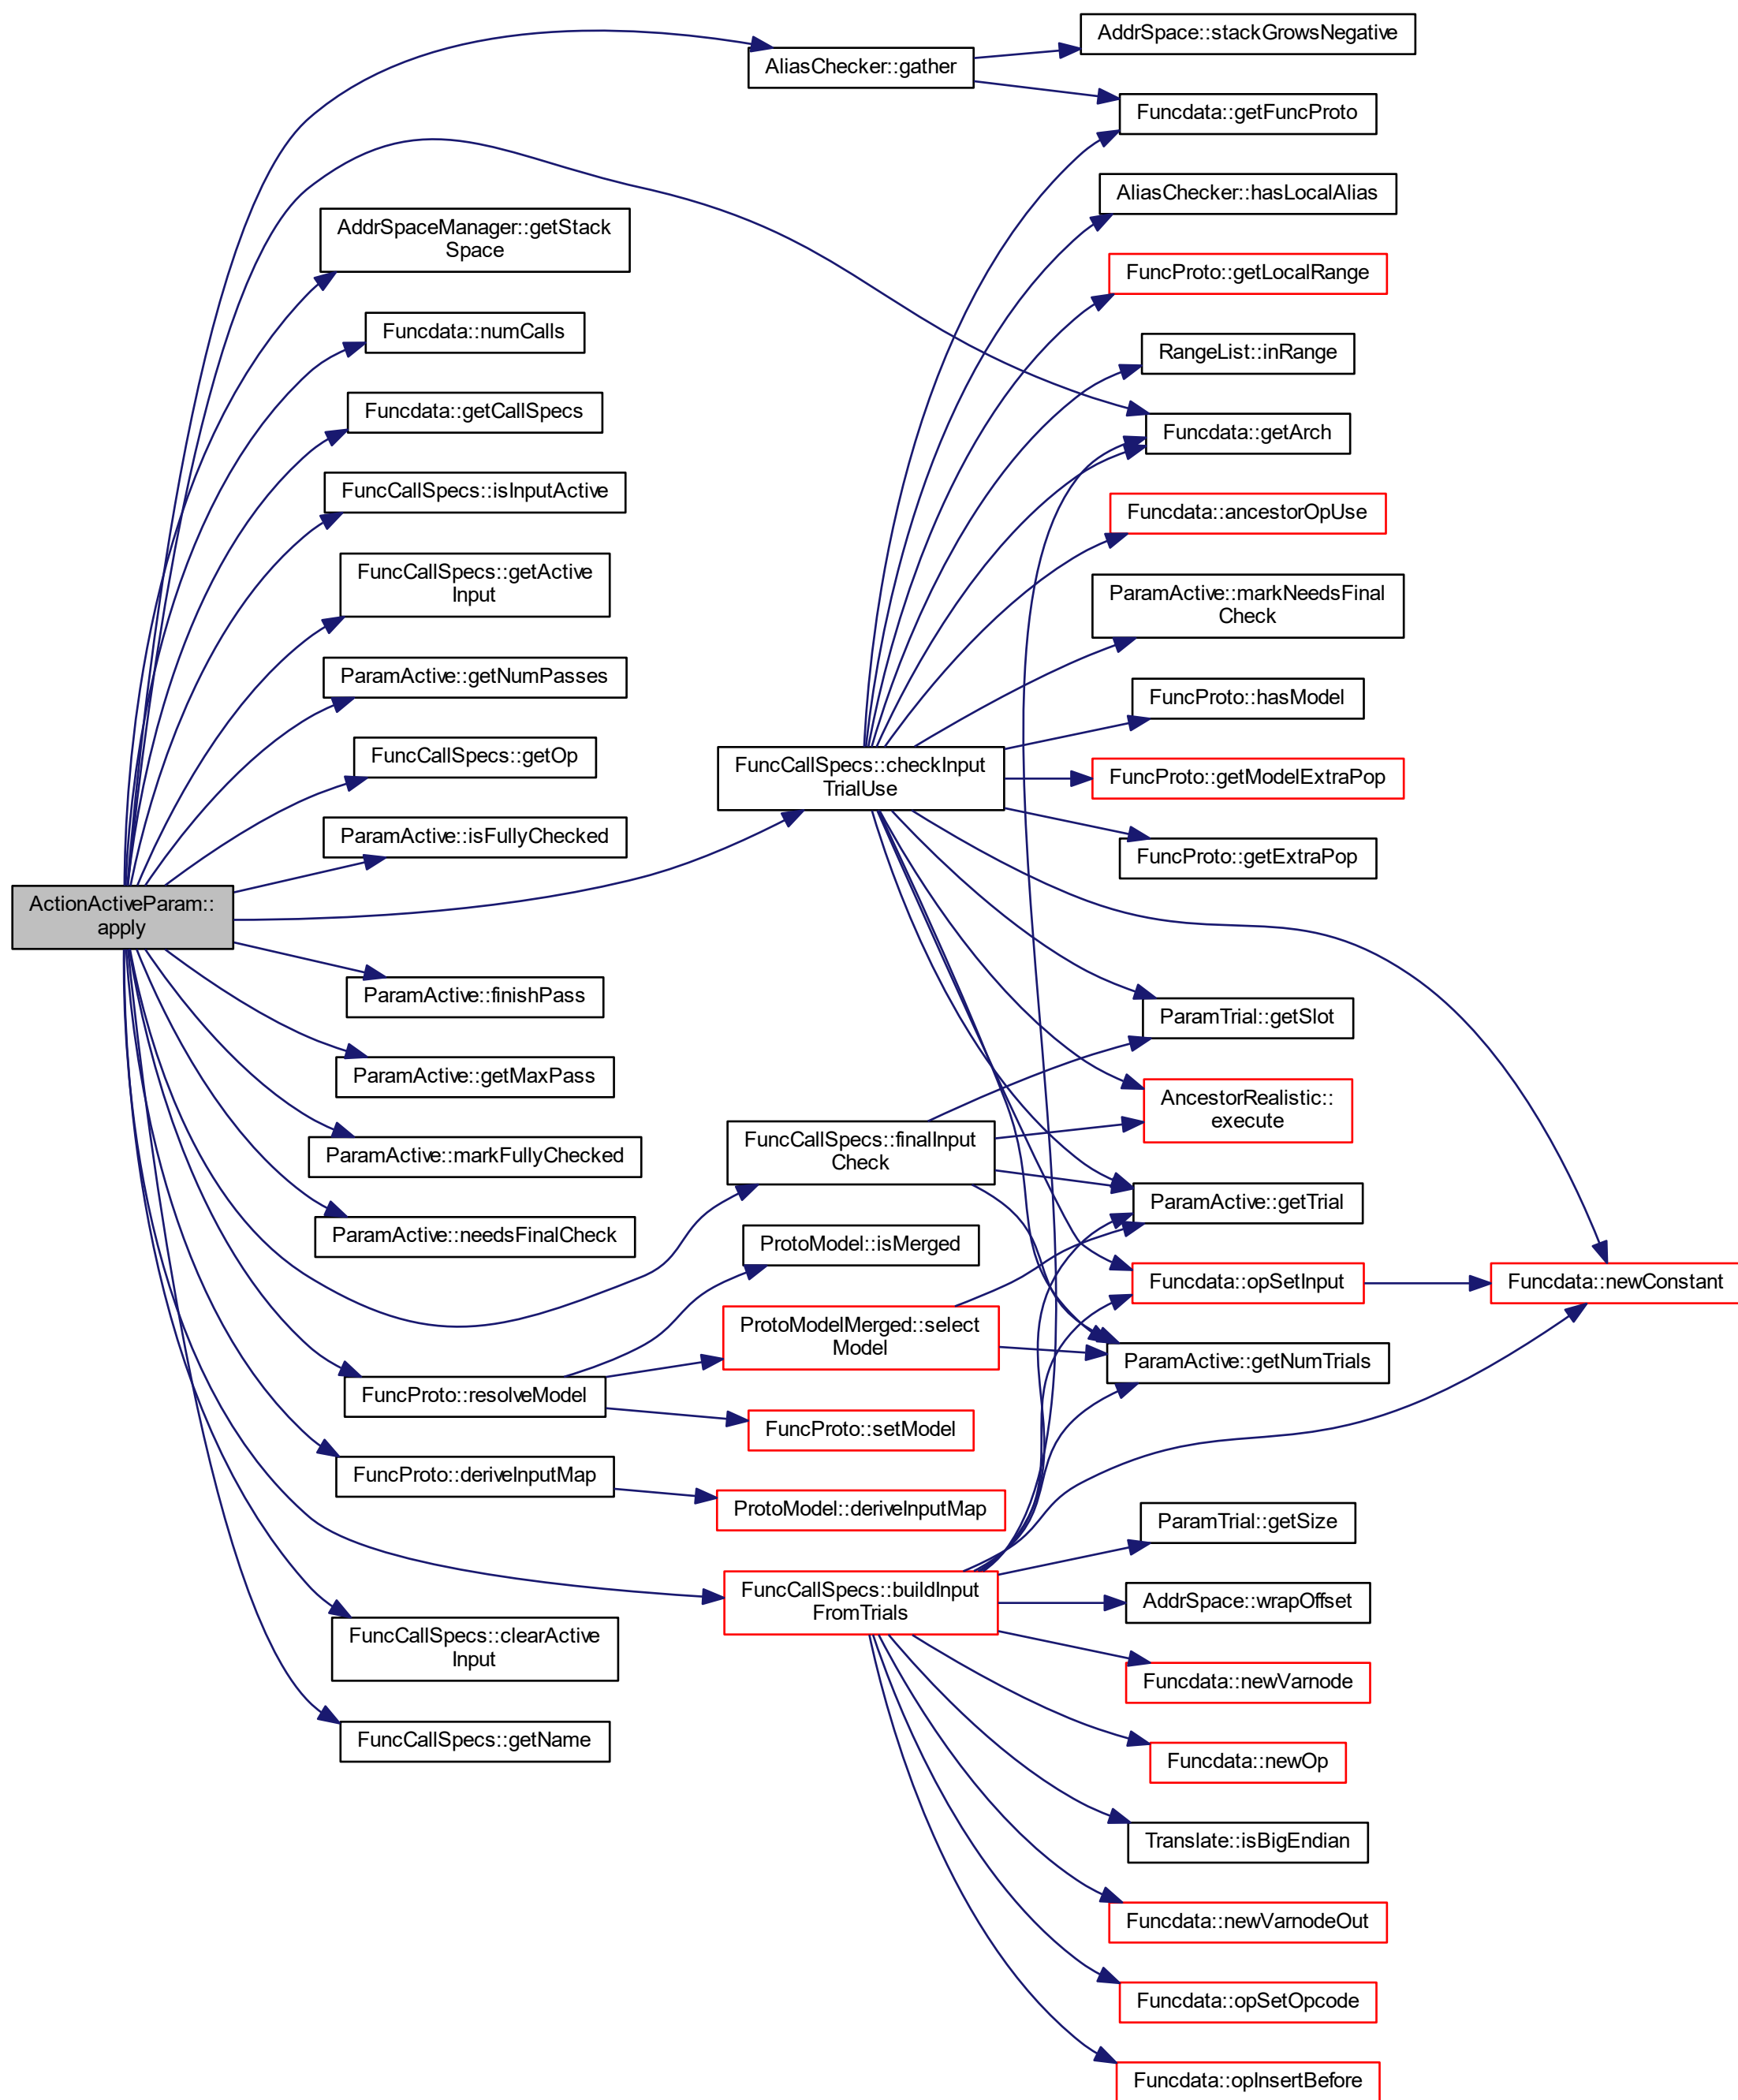 ActionActiveParam::
apply
AliasChecker::gather
AddrSpace::stackGrowsNegative
Funcdata::getFuncProto
AddrSpaceManager::getStack
Space
Funcdata::numCalls
Funcdata::getCallSpecs
FuncCallSpecs::isInputActive
FuncCallSpecs::getActive
Input
ParamActive::getNumPasses
FuncCallSpecs::getOp
ParamActive::isFullyChecked
ParamActive::finishPass
ParamActive::getMaxPass
ParamActive::markFullyChecked
ParamActive::needsFinalCheck
FuncProto::resolveModel
FuncProto::deriveInputMap
FuncCallSpecs::clearActive
Input
FuncCallSpecs::getName
FuncCallSpecs::checkInput
TrialUse
FuncCallSpecs::finalInput
Check
ProtoModel::isMerged
ProtoModelMerged::select
Model
FuncProto::setModel
ProtoModel::deriveInputMap
FuncCallSpecs::buildInput
FromTrials
AliasChecker::hasLocalAlias
FuncProto::getLocalRange
RangeList::inRange
Funcdata::getArch
Funcdata::ancestorOpUse
ParamActive::markNeedsFinal
Check
FuncProto::hasModel
FuncProto::getModelExtraPop
FuncProto::getExtraPop
ParamTrial::getSlot
AncestorRealistic::
execute
ParamActive::getTrial
Funcdata::opSetInput
Funcdata::newConstant
ParamActive::getNumTrials
ParamTrial::getSize
AddrSpace::wrapOffset
Funcdata::newVarnode
Funcdata::newOp
Translate::isBigEndian
Funcdata::newVarnodeOut
Funcdata::opSetOpcode
Funcdata::opInsertBefore